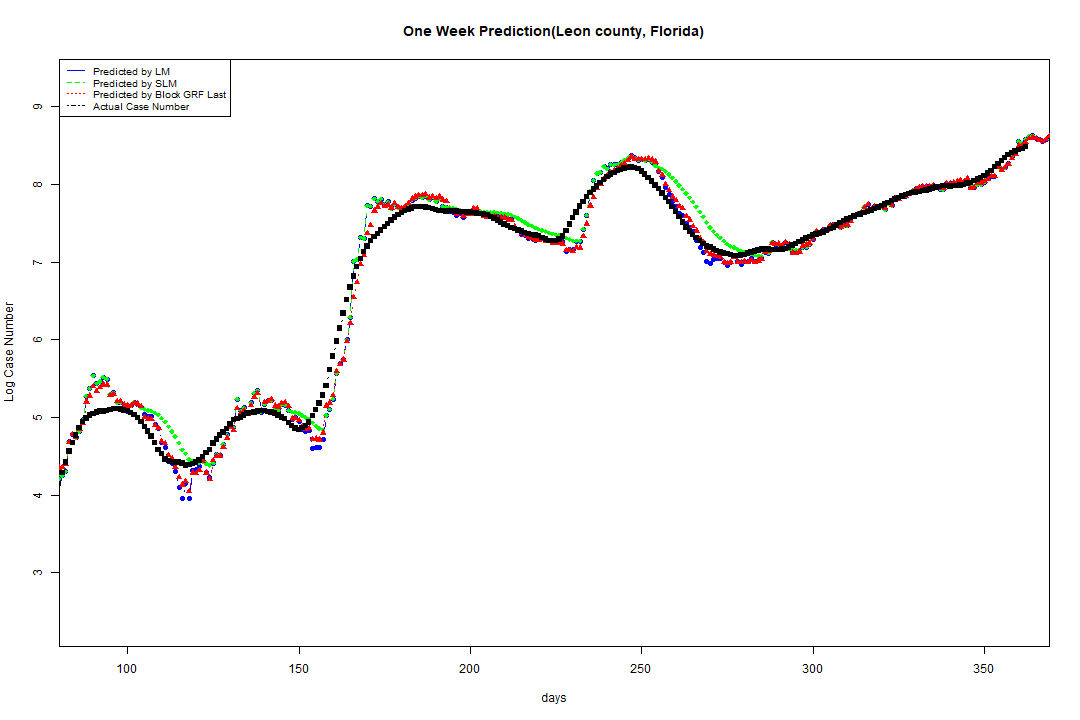 One Week Prediction(Leon county, Florida)
Predicted by LM
Predicted by SLM
Predicted by Block GRF Last
Actual Case Number
Log Case Number
9
8
7
6
5
4
3
100 150 200 250 300 350
days